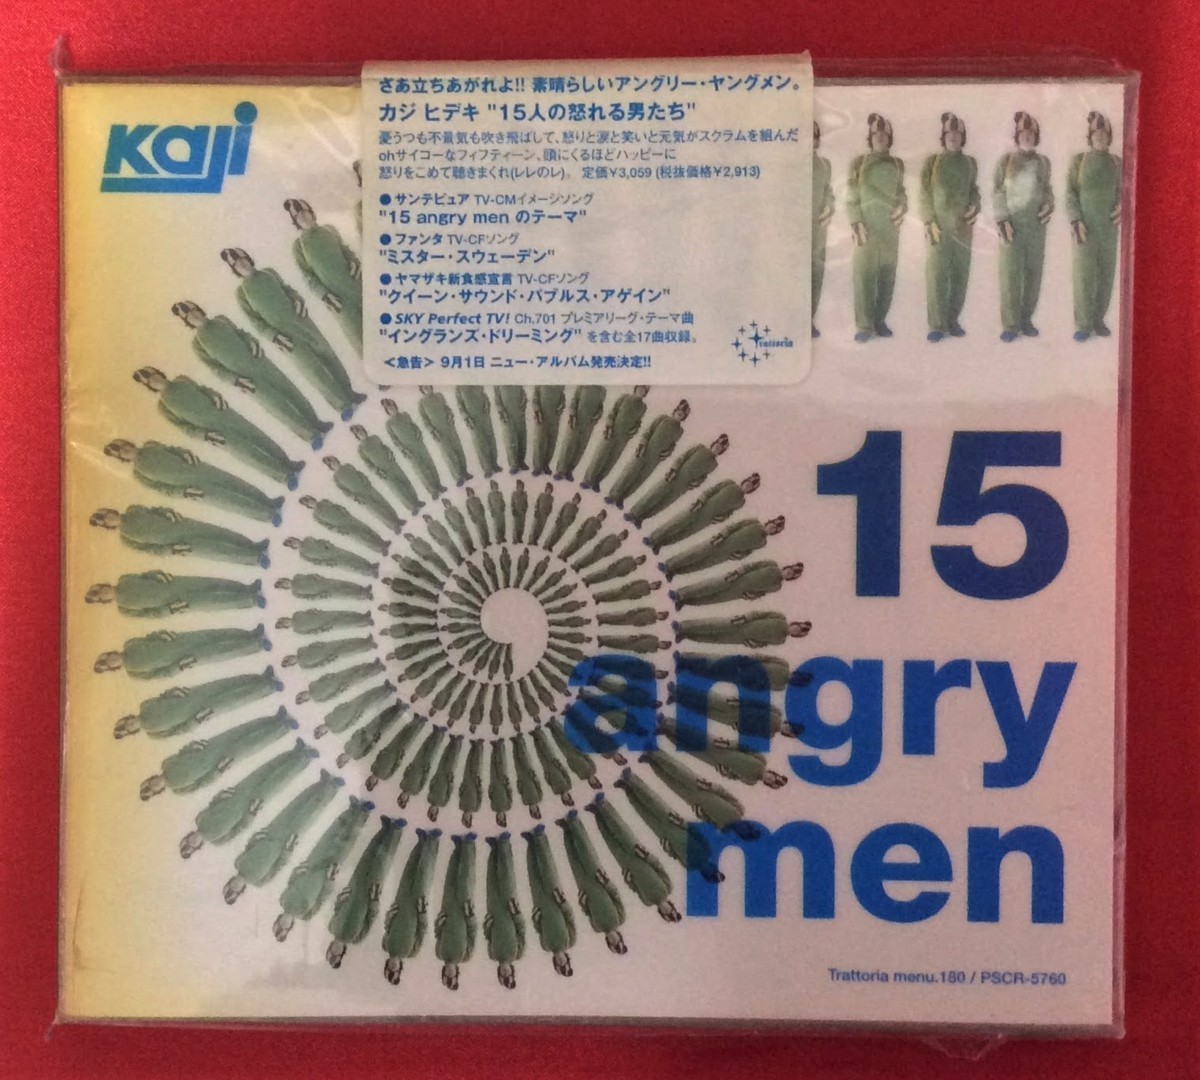 kaji
さあ立ちあがれよ!! 素晴らしいアングリー・ヤングメン。
カジ ヒデキ "15人の怒れる男たち"
憂うつも不景気も吹き飛ばして、怒りと涙と笑いと元気がスクラムを組んだ
ohサイコーなフィフティーン、頭にくるほどハッピーに
怒りをこめて聴きまくれ(レレのレ)。 定価¥3,059 (税抜価格¥2,913)
● サンテピュア TV-CMイメージソング
"15 angry men のテーマ"
● ファンタ TV-CFソング
"ミスター・スウェーデン"
● ヤマザキ新食感宣言 TV-CFソング
"クイーン・サウンド・バブルス・アゲイン"
● SKY Perfect TV! Ch.701 プレミアリーグ・テーマ曲
"イングランズ・ドリーミング" を含む全17曲収録。
＜急告＞ 9月1日 ニュー・アルバム発売決定!!
Trattoria
15
angry
men
Trattoria menu.180 / PSCR-5760